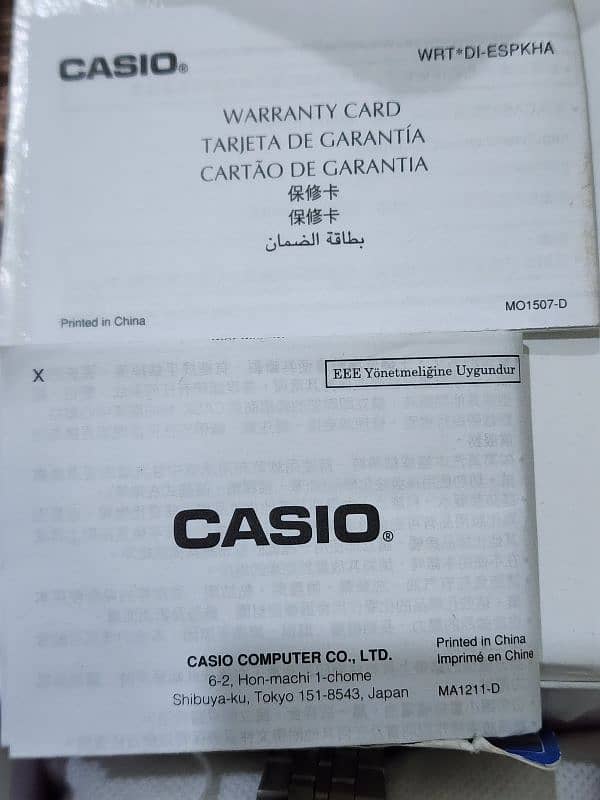 CASIO®
WRT*DI-ESPKHA
WARRANTY CARD
TARJETA DE GARANTÍA
CARTÃO DE GARANTIA
保修卡
保修卡
بطاقة الضمان
Printed in China
MO1507-D
X
EEE Yönetmeliğine Uygundur
CASIO®
CASIO COMPUTER CO., LTD.
6-2, Hon-machi 1-chome
Shibuya-ku, Tokyo 151-8543, Japan
Printed in China
Imprimé en Chine
MA1211-D